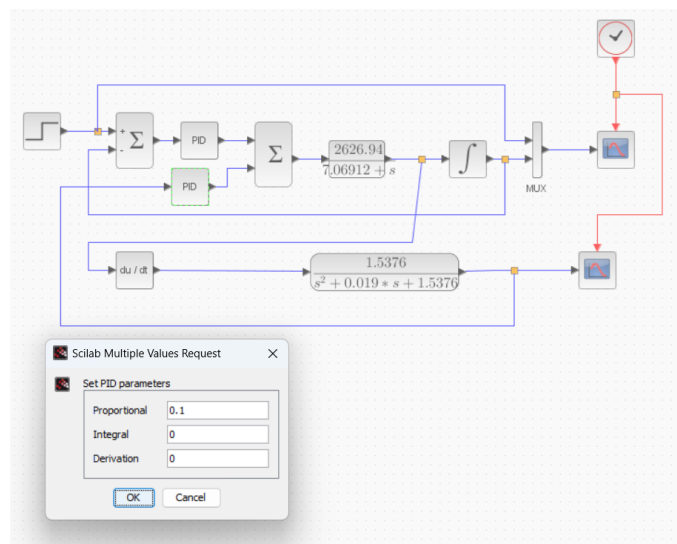 +
-
Σ
PID
Σ
2626.94
7.06912 + s
∫
MUX
PID
du / dt
1.5376
s² + 0.019 * s + 1.5376
Scilab Multiple Values Request
Set PID parameters
Proportional 0.1
Integral 0
Derivation 0
OK Cancel